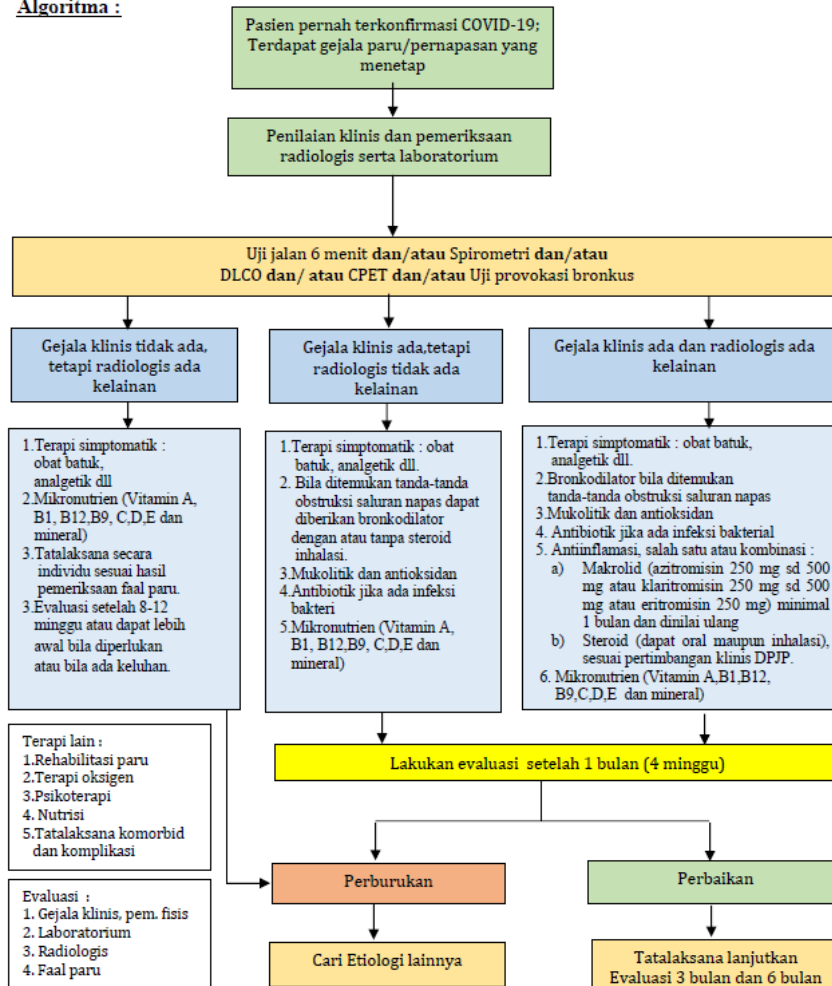 Algoritma :
Pasien pernah terkonfirmasi COVID-19;
Terdapat gejala paru/pernapasan yang
menetap
Penilaian klinis dan pemeriksaan
radiologis serta laboratorium
Uji jalan 6 menit dan/atau Spirometri dan/atau
DLCO dan/ atau CPET dan/atau Uji provokasi bronkus
Gejala klinis tidak ada,
tetapi radiologis ada
kelainan
Gejala klinis ada,tetapi
radiologis tidak ada
kelainan
Gejala klinis ada dan radiologis ada
kelainan
1.Terapi simptomatik :
obat batuk,
analgetik dll
2.Mikronutrien (Vitamin A,
B1, B12,B9, C,D,E dan
mineral)
3.Tatalaksana secara
individu sesuai hasil
pemeriksaan faal paru.
3.Evaluasi setelah 8-12
minggu atau dapat lebih
awal bila diperlukan
atau bila ada keluhan.
1.Terapi simptomatik : obat
batuk, analgetik dll.
2. Bila ditemukan tanda-tanda
obstruksi saluran napas dapat
diberikan bronkodilator
dengan atau tanpa steroid
inhalasi.
3.Mukolitik dan antioksidan
4.Antibiotik jika ada infeksi
bakteri
5.Mikronutrien (Vitamin A,
B1, B12,B9, C,D,E dan
mineral)
1.Terapi simptomatik : obat batuk,
analgetik dll.
2.Bronkodilator bila ditemukan
tanda-tanda obstruksi saluran napas
3.Mukolitik dan antioksidan
4. Antibiotik jika ada infeksi bakterial
5. Antiinflamasi, salah satu atau kombinasi :
a) Makrolid (azitromisin 250 mg sd 500
mg atau klaritromisin 250 mg sd 500
mg atau eritromisin 250 mg) minimal
1 bulan dan dinilai ulang
b) Steroid (dapat oral maupun inhalasi),
sesuai pertimbangan klinis DPJP.
6. Mikronutrien (Vitamin A,B1,B12,
B9,C,D,E dan mineral)
Terapi lain :
1.Rehabilitasi paru
2.Terapi oksigen
3.Psikoterapi
4. Nutrisi
5.Tatalaksana komorbid
dan komplikasi
Lakukan evaluasi setelah 1 bulan (4 minggu)
Evaluasi :
1. Gejala klinis, pem. fisis
2. Laboratorium
3. Radiologis
4. Faal paru
Perburukan
Perbaikan
Cari Etiologi lainnya
Tatalaksana lanjutkan
Evaluasi 3 bulan dan 6 bulan